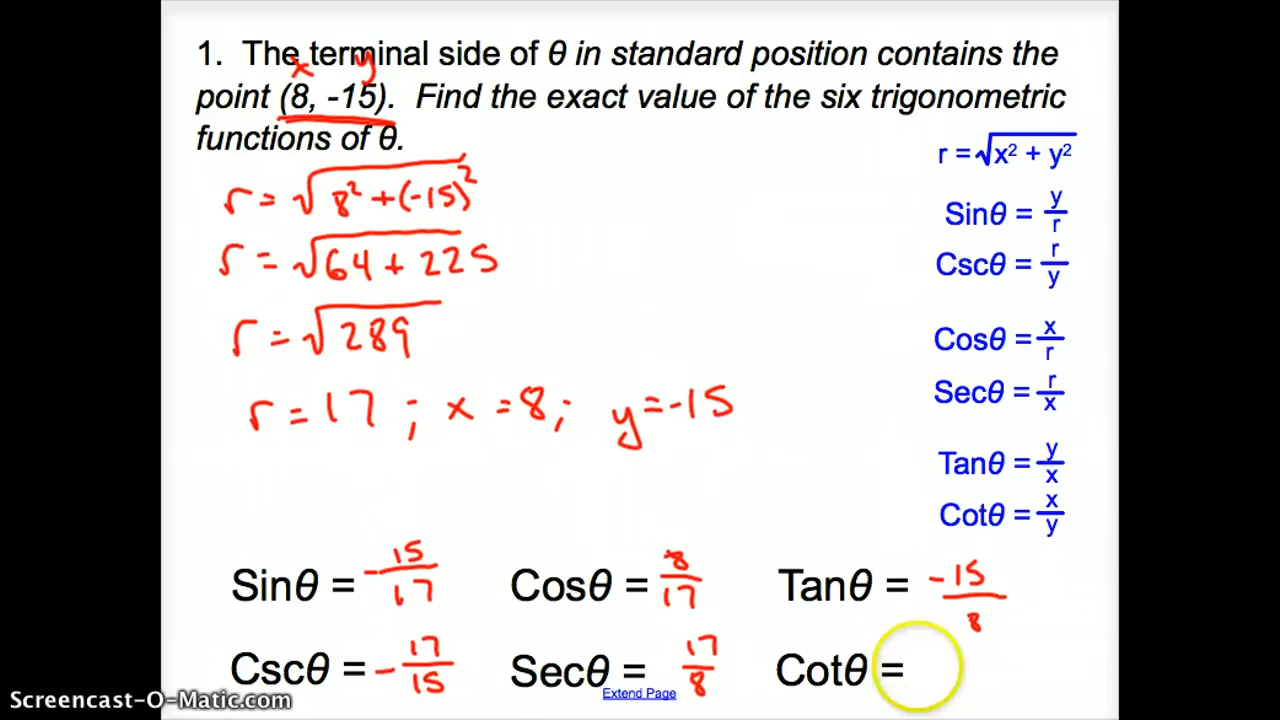 1. The terminal side of θ in standard position contains the
x y
point (8, -15). Find the exact value of the six trigonometric
functions of θ.
r = √x² + y²
r = √8² + (-15)²
Sinθ = y/r
r = √64 + 225
Cscθ = r/y
r = √289
Cosθ = x/r
r = 17 ; x = 8; y = -15
Secθ = r/x
Tanθ = y/x
Cotθ = x/y
Sinθ = -15/17 Cosθ = 8/17 Tanθ = -15/8
Cscθ = -17/15 Secθ = 17/8 Cotθ =
Extend Page
Screencast-O-Matic.com